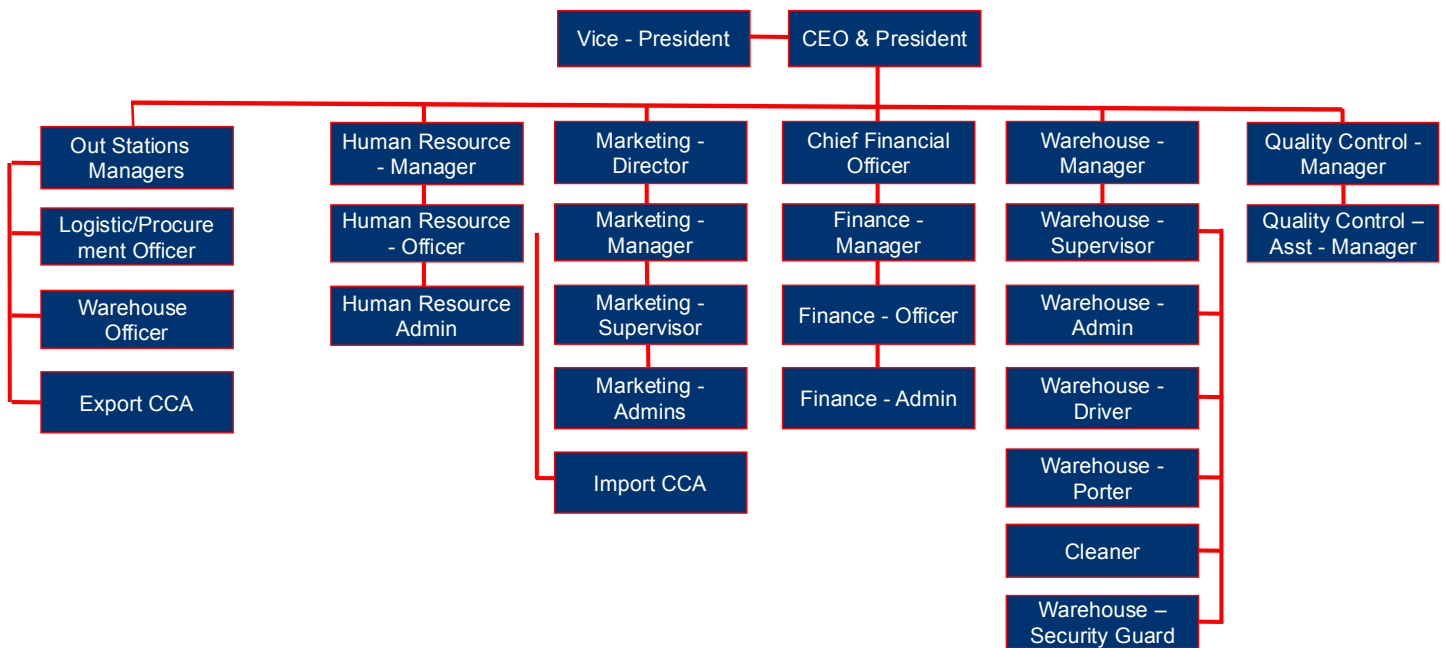 Vice - President
CEO & President
Out Stations
Managers
Human Resource
- Manager
Marketing -
Director
Chief Financial
Officer
Warehouse -
Manager
Quality Control -
Manager
Logistic/Procure
ment Officer
Human Resource
- Officer
Marketing -
Manager
Finance -
Manager
Warehouse -
Supervisor
Quality Control –
Asst - Manager
Warehouse
Officer
Human Resource
Admin
Marketing -
Supervisor
Finance - Officer
Warehouse -
Admin
Export CCA
Marketing -
Admins
Finance - Admin
Warehouse -
Driver
Import CCA
Warehouse -
Porter
Cleaner
Warehouse –
Security Guard